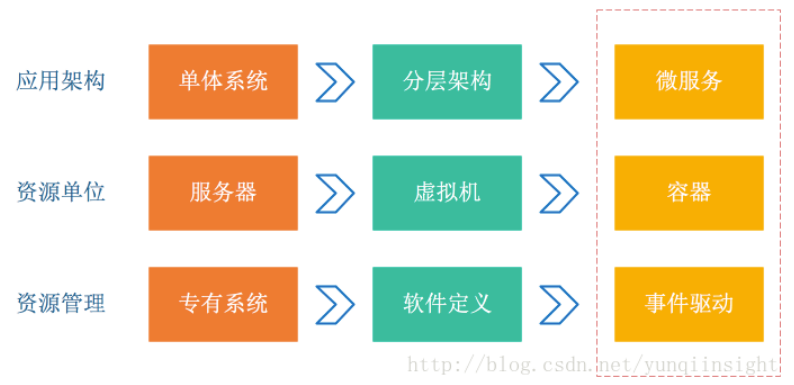 应用架构 单体系统 分层架构 微服务
资源单位 服务器 虚拟机 容器
资源管理 专有系统 软件定义 事件驱动
http://blog.csdn.net/yunqiinsight